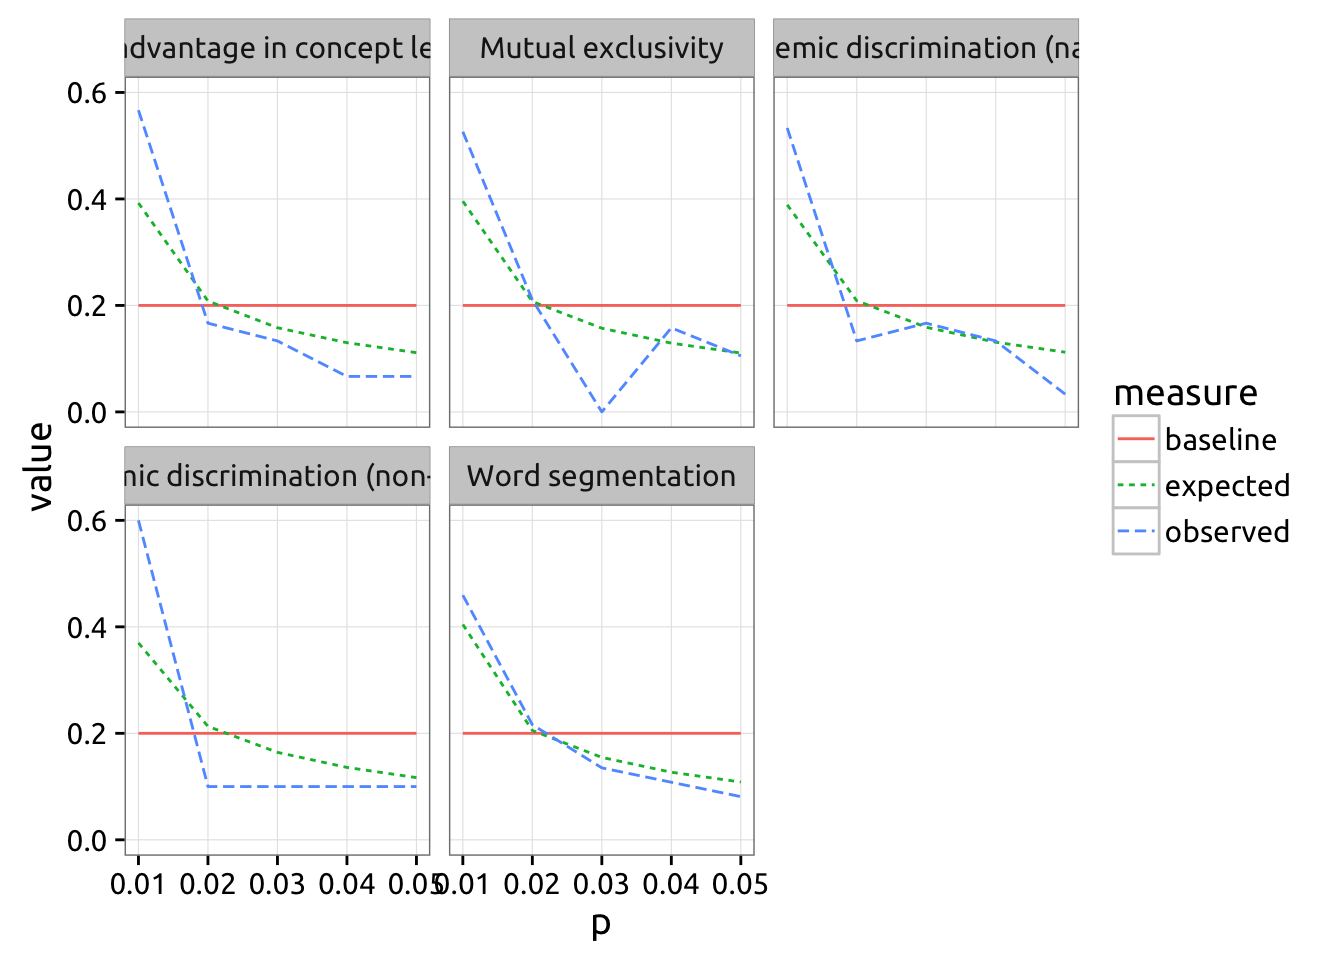 advantage in concept le
Mutual exclusivity
emic discrimination (na
0.6
0.4
0.2
0.0
mic discrimination (non-
Word segmentation
0.6
0.4
0.2
0.0
value
0.01 0.02 0.03 0.04 0.05
0.01 0.02 0.03 0.04 0.05
p
measure
baseline
expected
observed